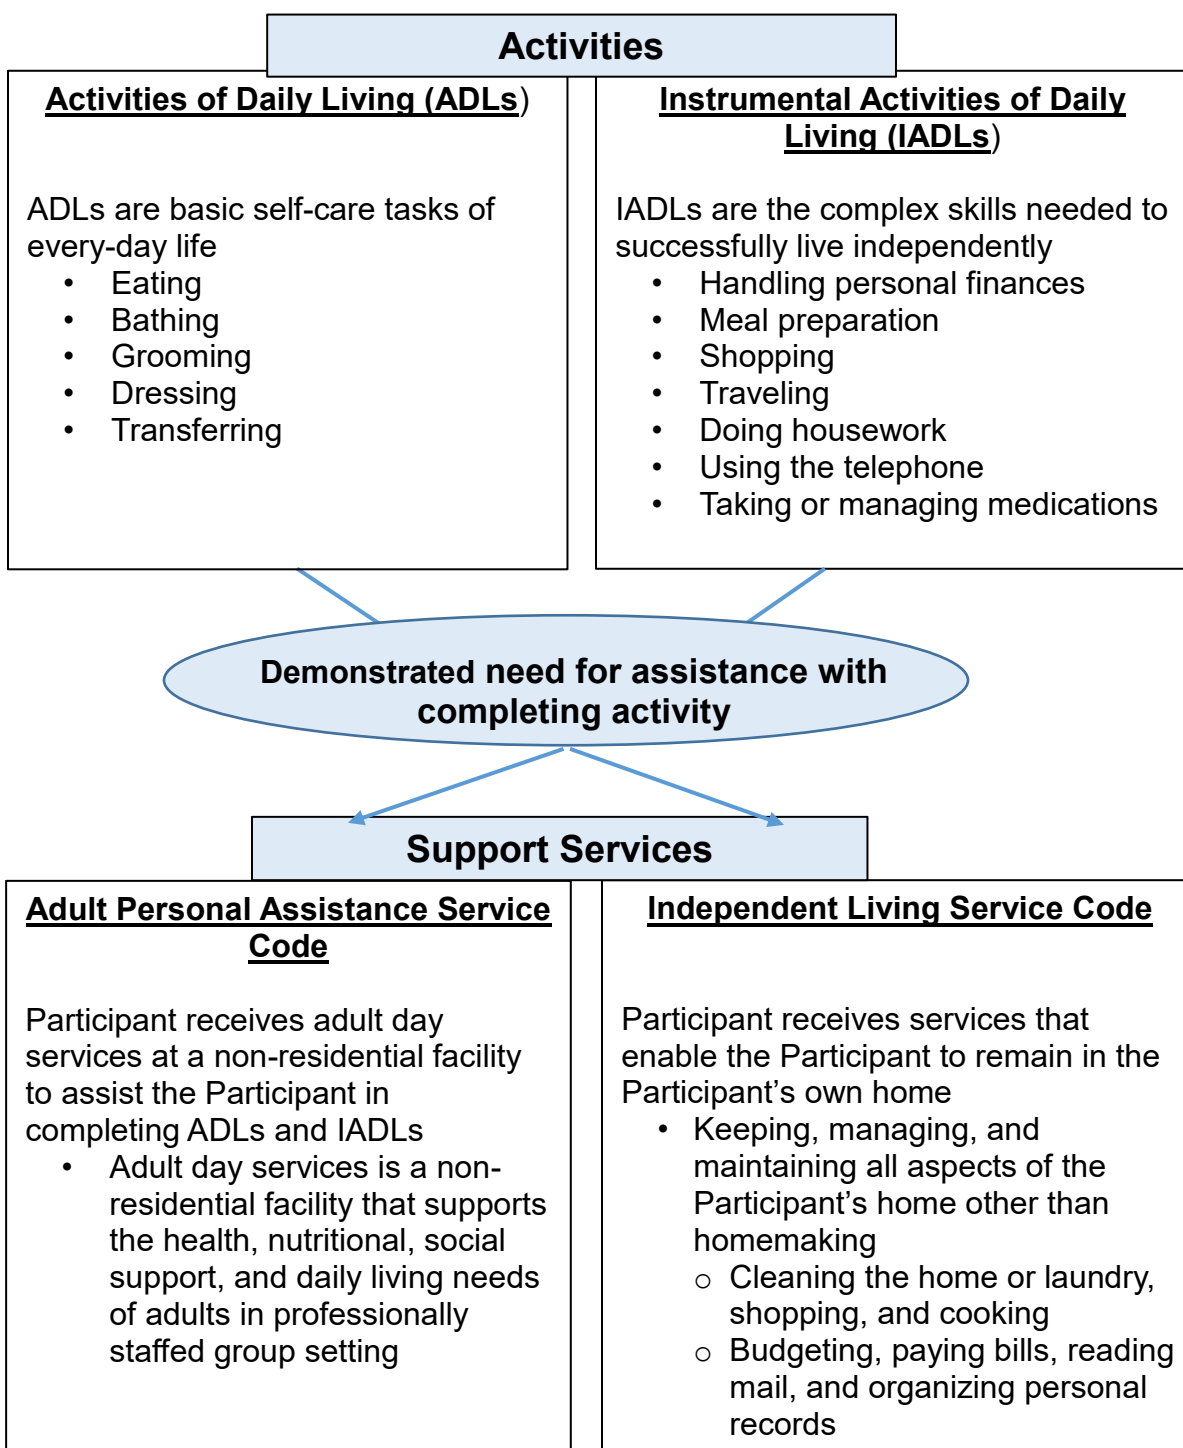 Activities
Activities of Daily Living (ADLs)
ADLs are basic self-care tasks of
every-day life
• Eating
• Bathing
• Grooming
• Dressing
• Transferring
Instrumental Activities of Daily
Living (IADLs)
IADLs are the complex skills needed to
successfully live independently
• Handling personal finances
• Meal preparation
• Shopping
• Traveling
• Doing housework
• Using the telephone
• Taking or managing medications
Demonstrated need for assistance with
completing activity
Support Services
Adult Personal Assistance Service
Code
Participant receives adult day
services at a non-residential facility
to assist the Participant in
completing ADLs and IADLs
• Adult day services is a non-
residential facility that supports
the health, nutritional, social
support, and daily living needs
of adults in professionally
staffed group setting
Independent Living Service Code
Participant receives services that
enable the Participant to remain in the
Participant’s own home
• Keeping, managing, and
maintaining all aspects of the
Participant’s home other than
homemaking
o Cleaning the home or laundry,
shopping, and cooking
o Budgeting, paying bills, reading
mail, and organizing personal
records